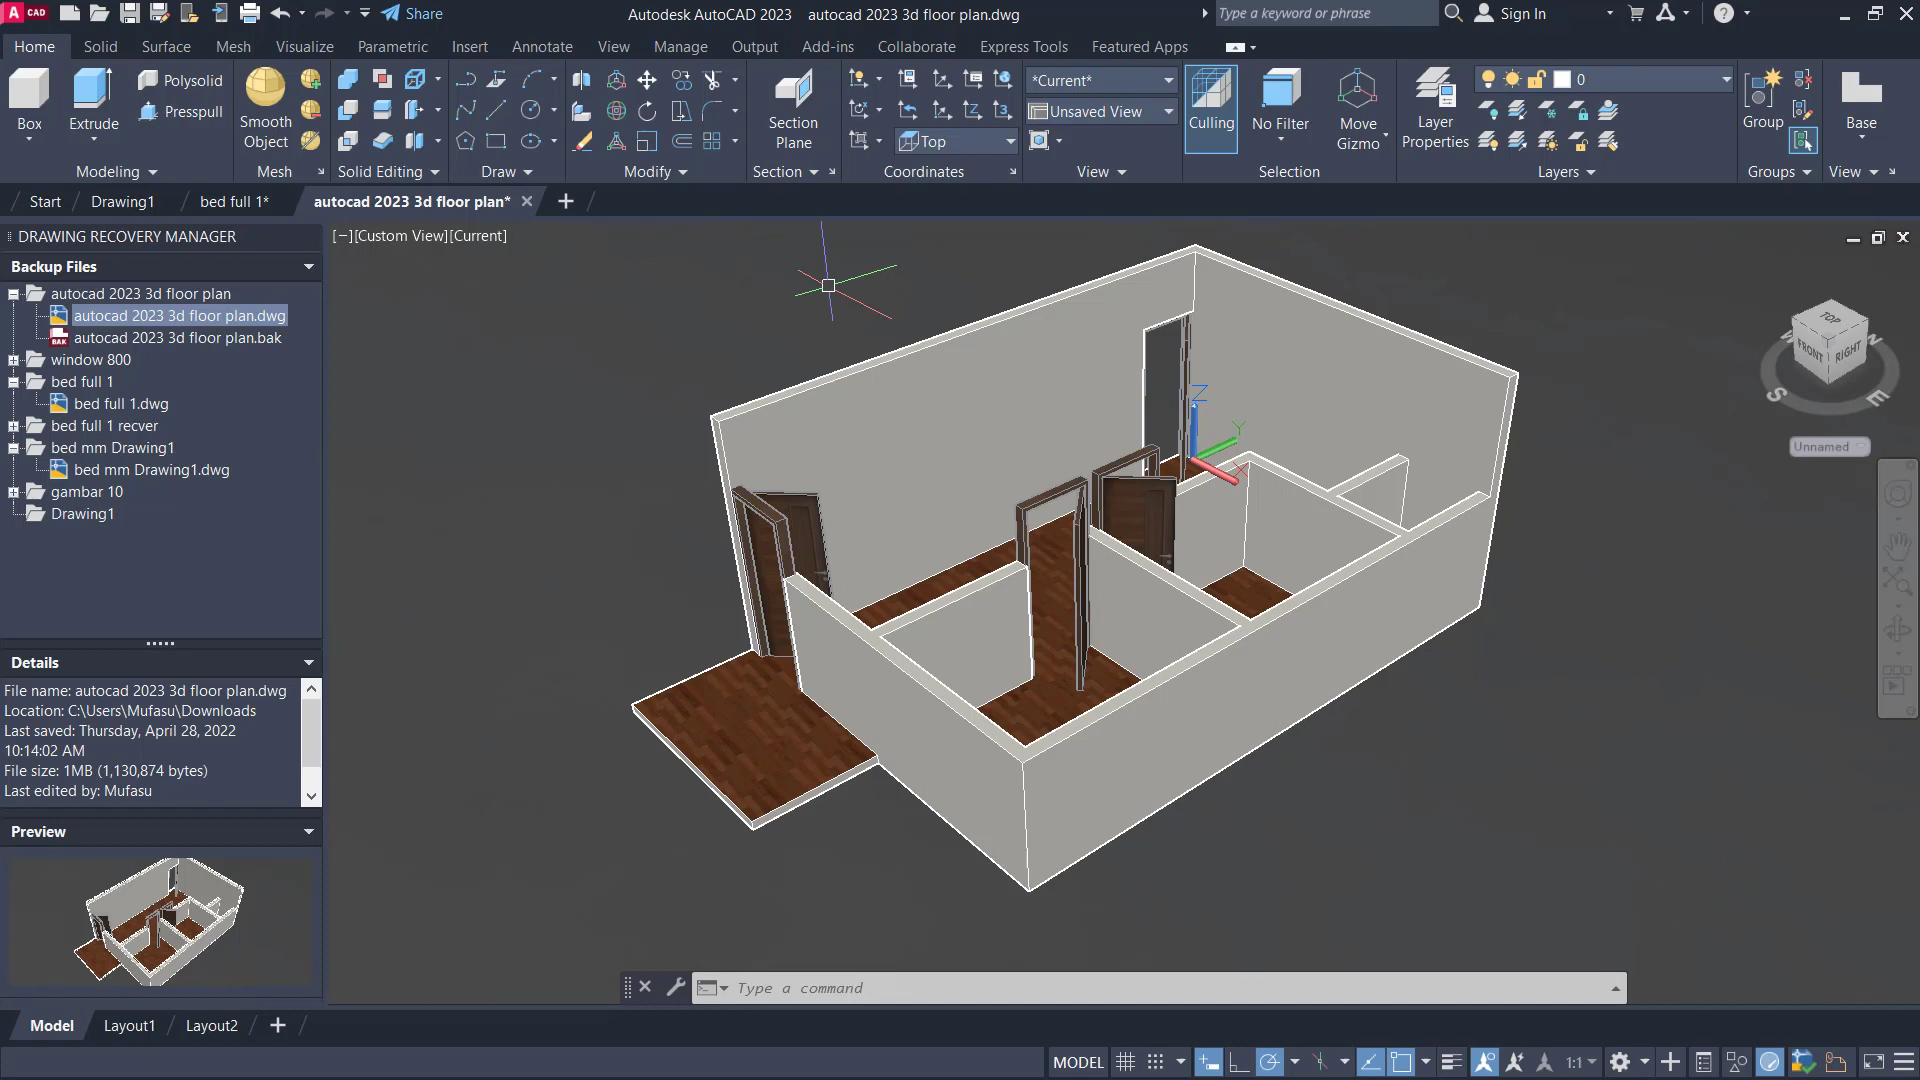 A CAD
Share
Autodesk AutoCAD 2023 autocad 2023 3d floor plan.dwg
Type a keyword or phrase
Sign In
Home Solid Surface Mesh Visualize Parametric Insert Annotate View Manage Output Add-ins Collaborate Express Tools Featured Apps
Box
Extrude
Polysolid
Presspull
Smooth Object
Section Plane
Top
*Current*
Unsaved View
Culling
No Filter
Move Gizmo
Layer Properties
0
Group
Base
Modeling Mesh Solid Editing Draw Modify Section Coordinates View Selection Layers Groups View
Start Drawing1 bed full 1* autocad 2023 3d floor plan*
DRAWING RECOVERY MANAGER
[−][Custom View][Current]
Backup Files
autocad 2023 3d floor plan
autocad 2023 3d floor plan.dwg
BAK
autocad 2023 3d floor plan.bak
window 800
bed full 1
bed full 1.dwg
bed full 1 recver
bed mm Drawing1
bed mm Drawing1.dwg
gambar 10
Drawing1
Details
File name: autocad 2023 3d floor plan.dwg
Location: C:\Users\Mufasu\Downloads
Last saved: Thursday, April 28, 2022
10:14:02 AM
File size: 1MB (1,130,874 bytes)
Last edited by: Mufasu
Preview
Z
Y
X
TOP
FRONT
RIGHT
W
N
S
E
Unnamed
Type a command
Model Layout1 Layout2
MODEL
1:1